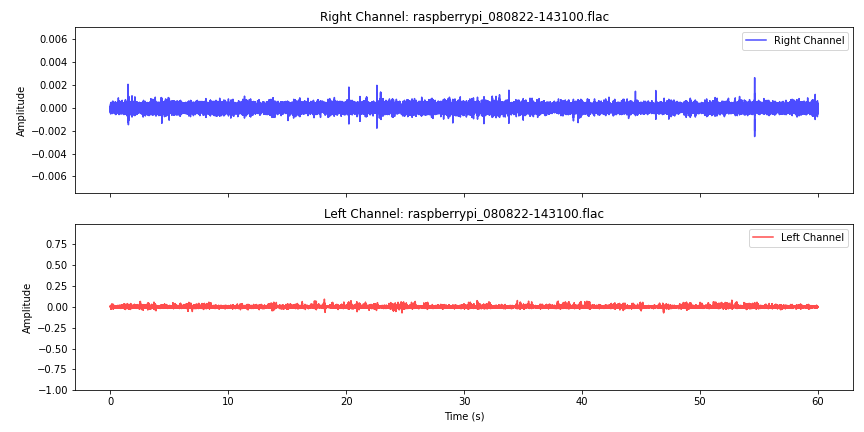 Right Channel: raspberrypi_080822-143100.flac
Right Channel
0.006
0.004
0.002
0.000
−0.002
−0.004
−0.006
Amplitude
Left Channel: raspberrypi_080822-143100.flac
Left Channel
0.75
0.50
0.25
0.00
−0.25
−0.50
−0.75
−1.00
Amplitude
0 10 20 30 40 50 60
Time (s)